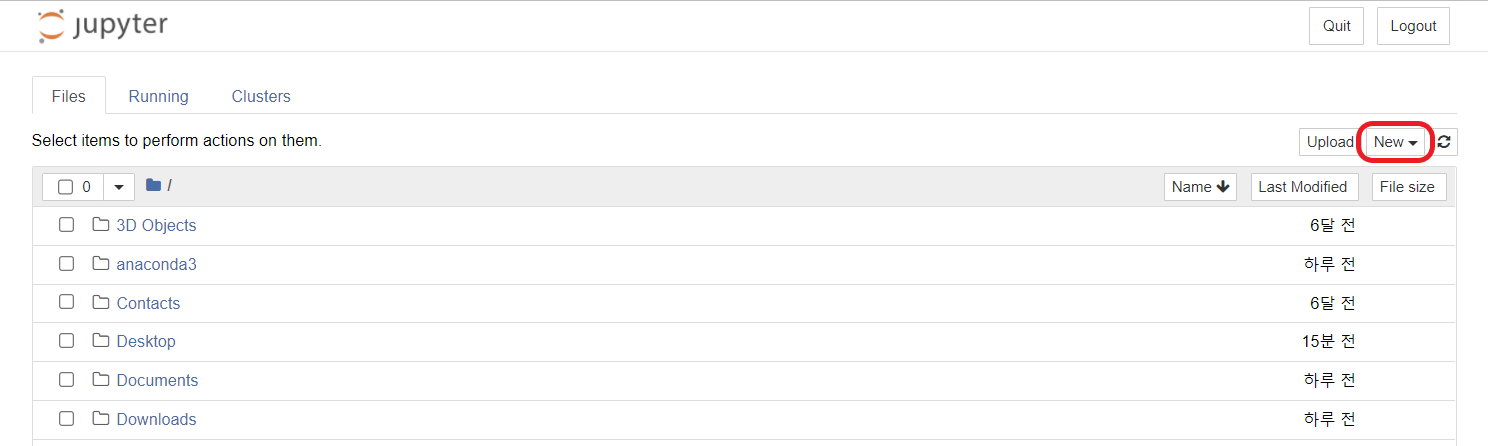 jupyter
Quit Logout
Files Running Clusters
Select items to perform actions on them.
Upload New
0 / Name Last Modified File size
3D Objects 6달 전
anaconda3 하루 전
Contacts 6달 전
Desktop 15분 전
Documents 하루 전
Downloads 하루 전